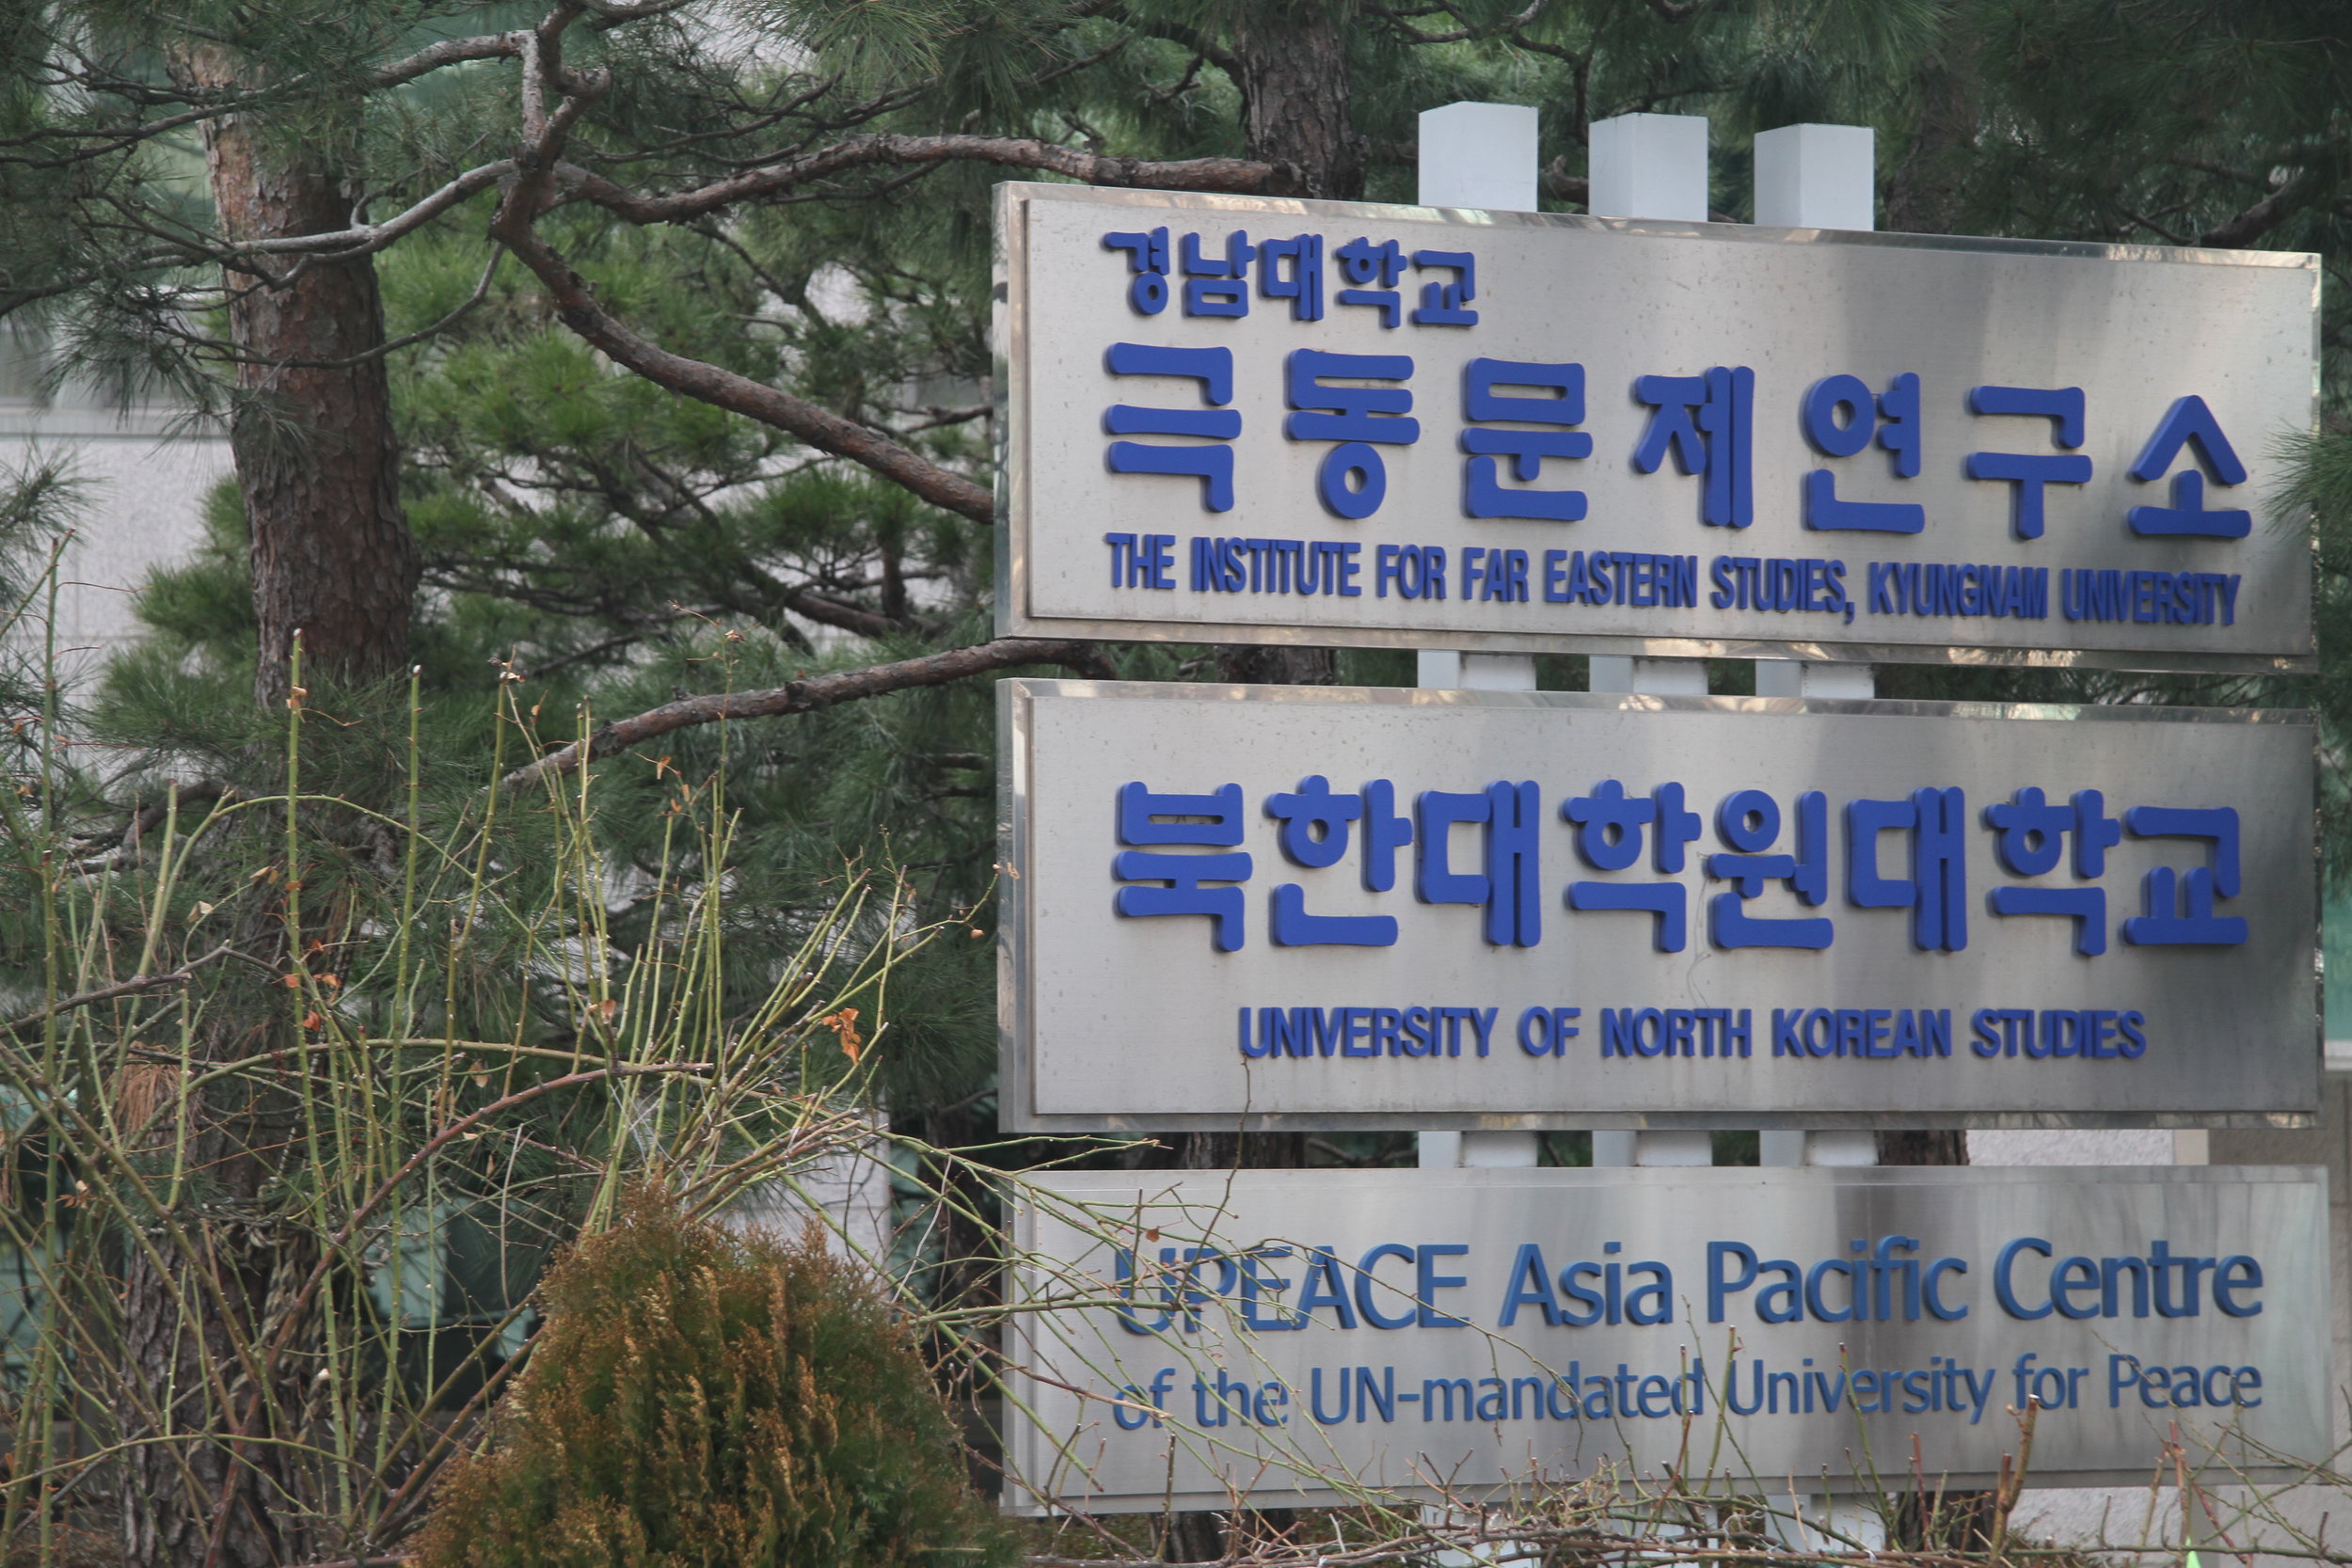 경남대학교
극동문제연구소
THE INSTITUTE FOR FAR EASTERN STUDIES, KYUNGNAM UNIVERSITY
북한대학원대학교
UNIVERSITY OF NORTH KOREAN STUDIES
UPEACE Asia Pacific Centre
of the UN-mandated University for Peace